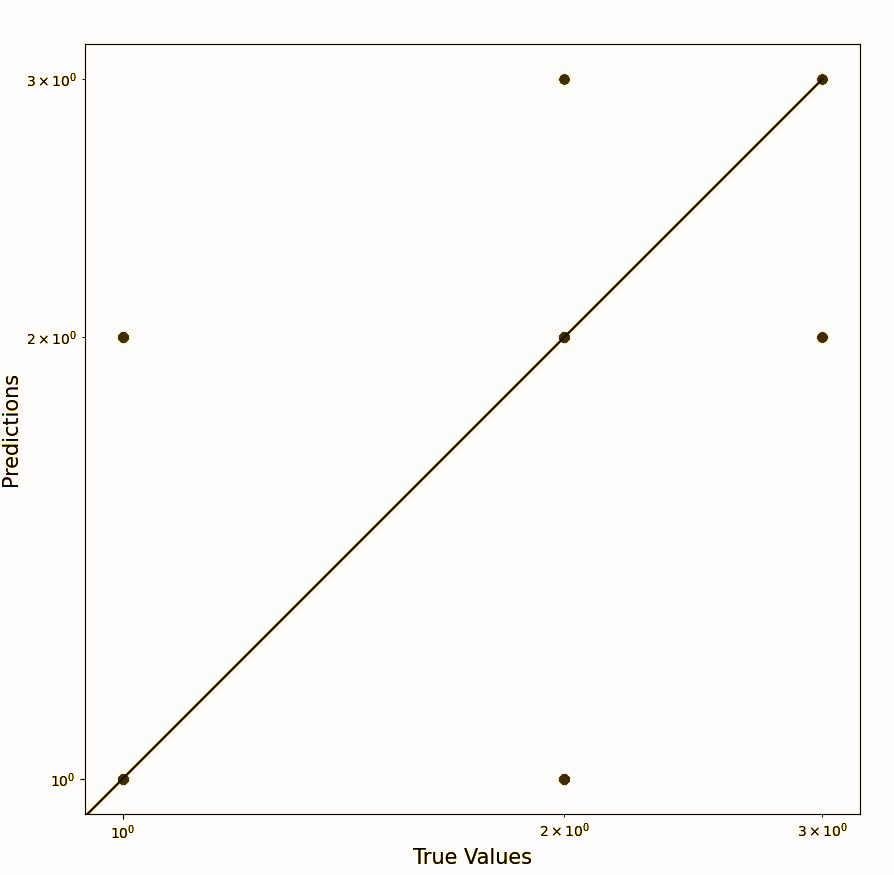 3 × 10⁰
2 × 10⁰
Predictions
10⁰
10⁰
2 × 10⁰
3 × 10⁰
True Values